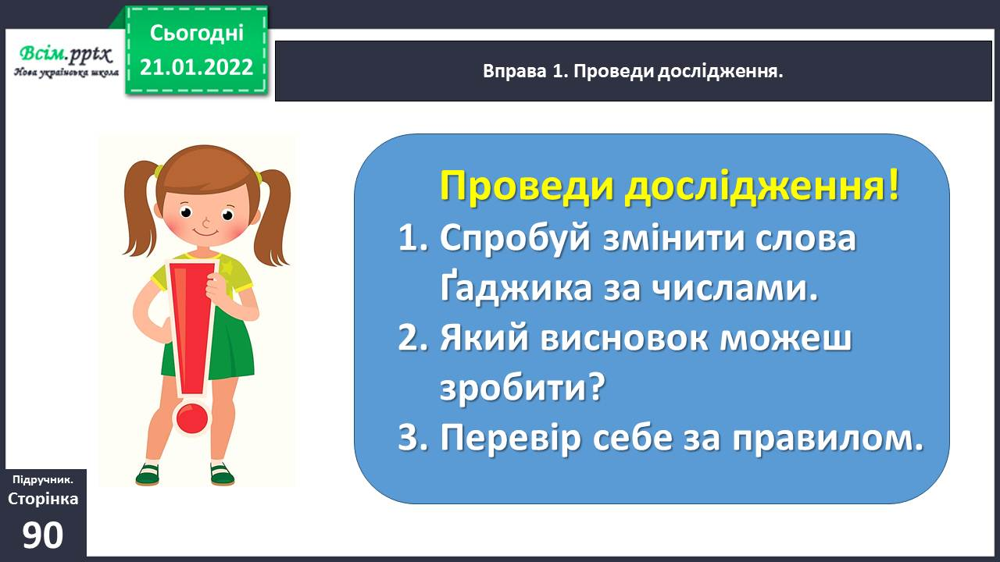 Всім.pptx
Нова українська школа
Сьогодні
21.01.2022
Вправа 1. Проведи дослідження.
Проведи дослідження!
1. Спробуй змінити слова
Ґаджика за числами.
2. Який висновок можеш
зробити?
3. Перевір себе за правилом.
Підручник.
Сторінка
90